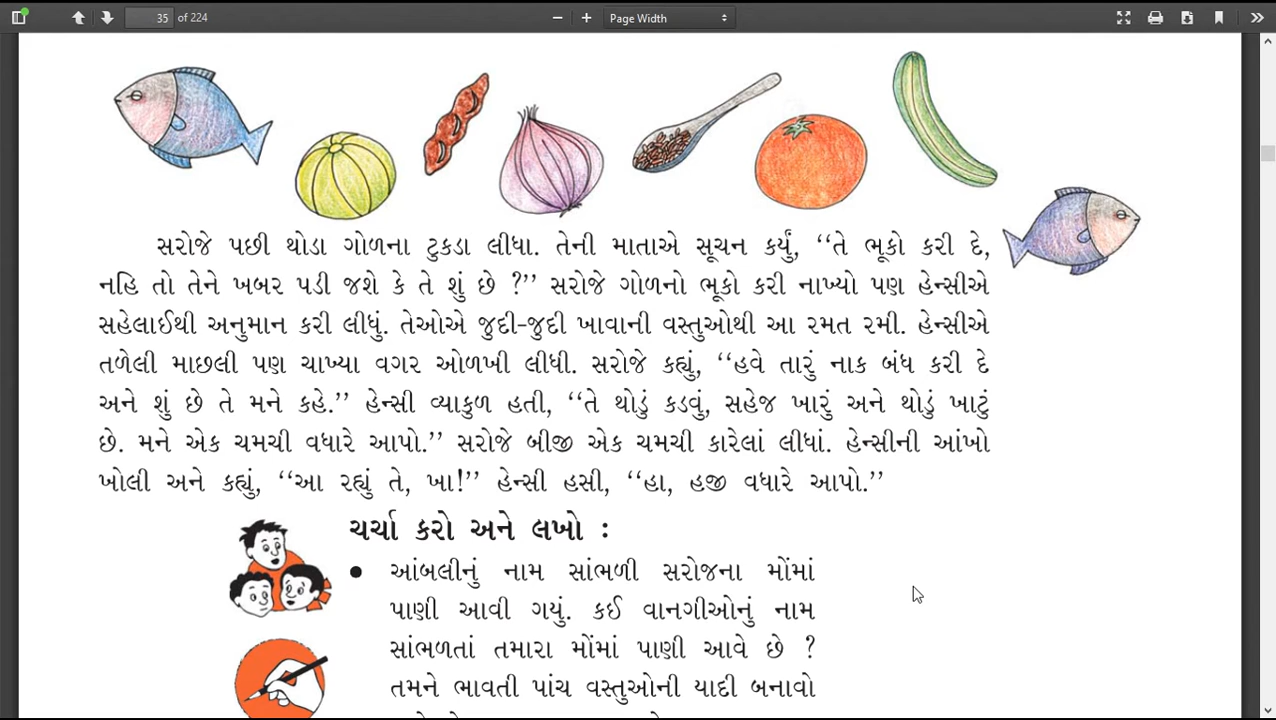 35 of 224
Page Width
સરોજે પછી થોડા ગોળના ટુકડા લીધા. તેની માતાએ સૂચન કર્યું, ‘‘તે ભૂકો કરી દે,
નહિ તો તેને ખબર પડી જશે કે તે શું છે ?’’ સરોજે ગોળનો ભૂકો કરી નાખ્યો પણ હેન્સીએ
સહેલાઈથી અનુમાન કરી લીધું. તેઓએ જુદી-જુદી ખાવાની વસ્તુઓથી આ રમત રમી. હેન્સીએ
તળેલી માછલી પણ ચાખ્યા વગર ઓળખી લીધી. સરોજે કહ્યું, ‘‘હવે તારું નાક બંધ કરી દે
અને શું છે તે મને કહે.’’ હેન્સી વ્યાકુળ હતી, ‘‘તે થોડું કડવું, સહેજ ખારું અને થોડું ખાટું
છે. મને એક ચમચી વધારે આપો.’’ સરોજે બીજી એક ચમચી કારેલાં લીધાં. હેન્સીની આંખો
ખોલી અને કહ્યું, ‘‘આ રહ્યું તે, ખા!’’ હેન્સી હસી, ‘‘હા, હજી વધારે આપો.’’
ચર્ચા કરો અને લખો :
● આંબલીનું નામ સાંભળી સરોજના મોંમાં
પાણી આવી ગયું. કઈ વાનગીઓનું નામ
સાંભળતાં તમારા મોંમાં પાણી આવે છે ?
તમને ભાવતી પાંચ વસ્તુઓની યાદી બનાવો